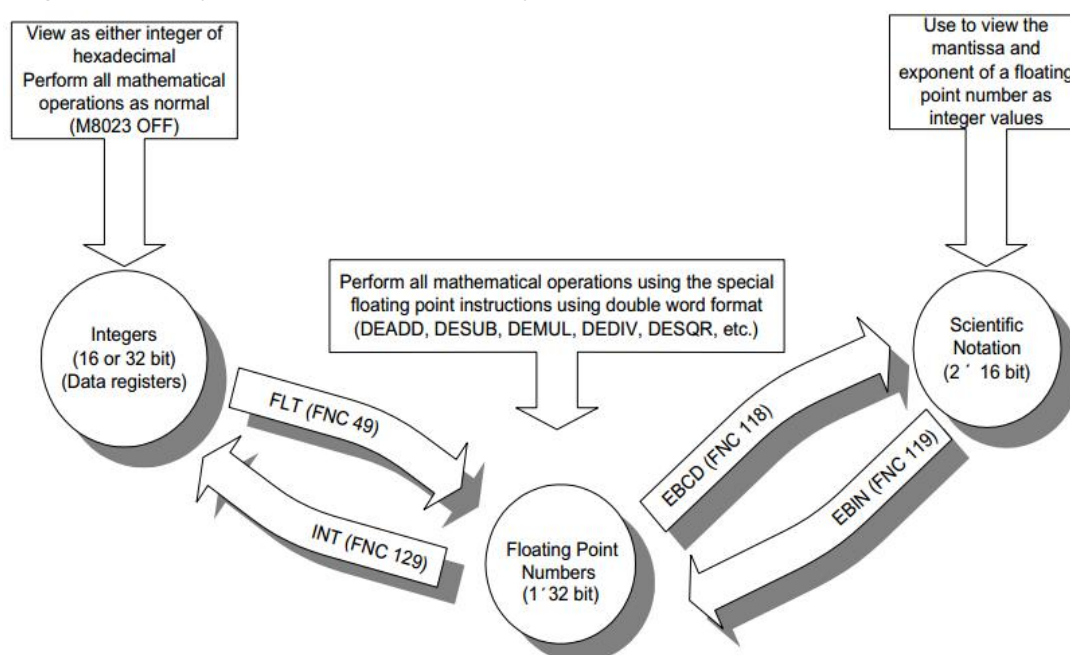 View as either integer of
hexadecimal
Perform all mathematical
operations as normal
(M8023 OFF)
Use to view the
mantissa and
exponent of a floating
point number as
integer values
Perform all mathematical operations using the special
floating point instructions using double word format
(DEADD, DESUB, DEMUL, DEDIV, DESQR, etc.)
Integers
(16 or 32 bit)
(Data registers)
Scientific
Notation
(2 ´ 16 bit)
FLT (FNC 49)
INT (FNC 129)
EBCD (FNC 118)
EBIN (FNC 119)
Floating Point
Numbers
(1 ´ 32 bit)